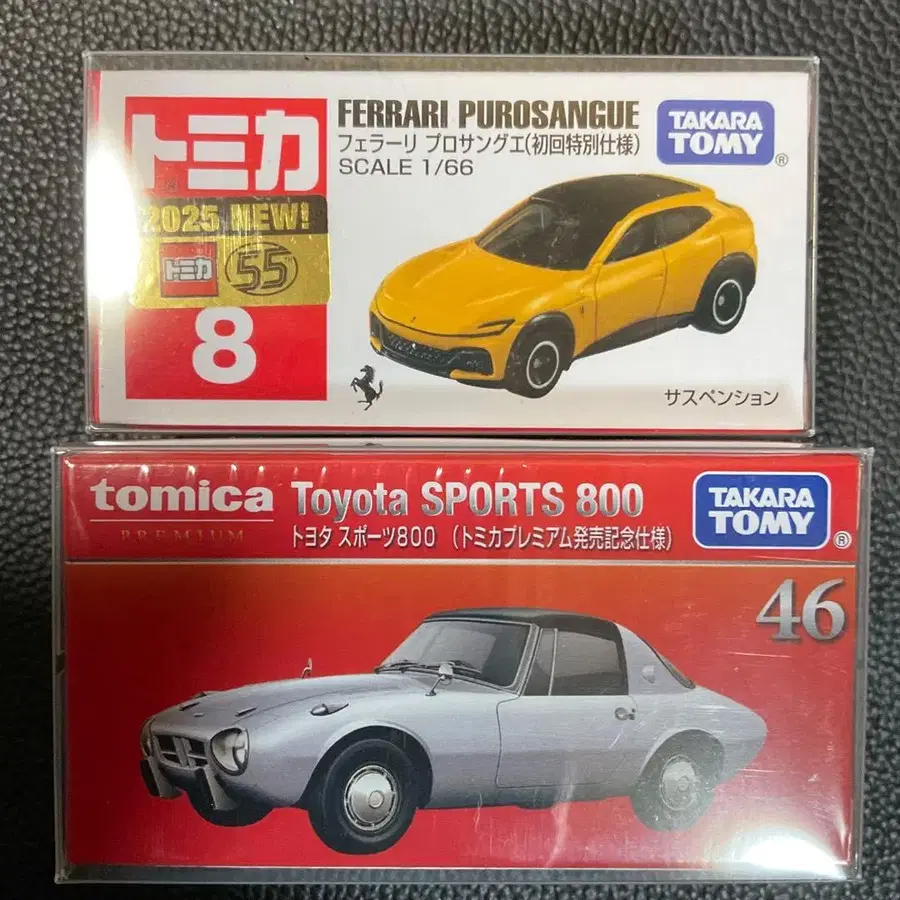 トミカ
2025 NEW!
トミカ 55
8
FERRARI PUROSANGUE
フェラーリ プロサングエ(初回特別仕様)
SCALE 1/66
TAKARA
TOMY®
サスペンション
tomica
PREMIUM
Toyota SPORTS 800
トヨタ スポーツ800 (トミカプレミアム発売記念仕様)
TAKARA
TOMY®
46